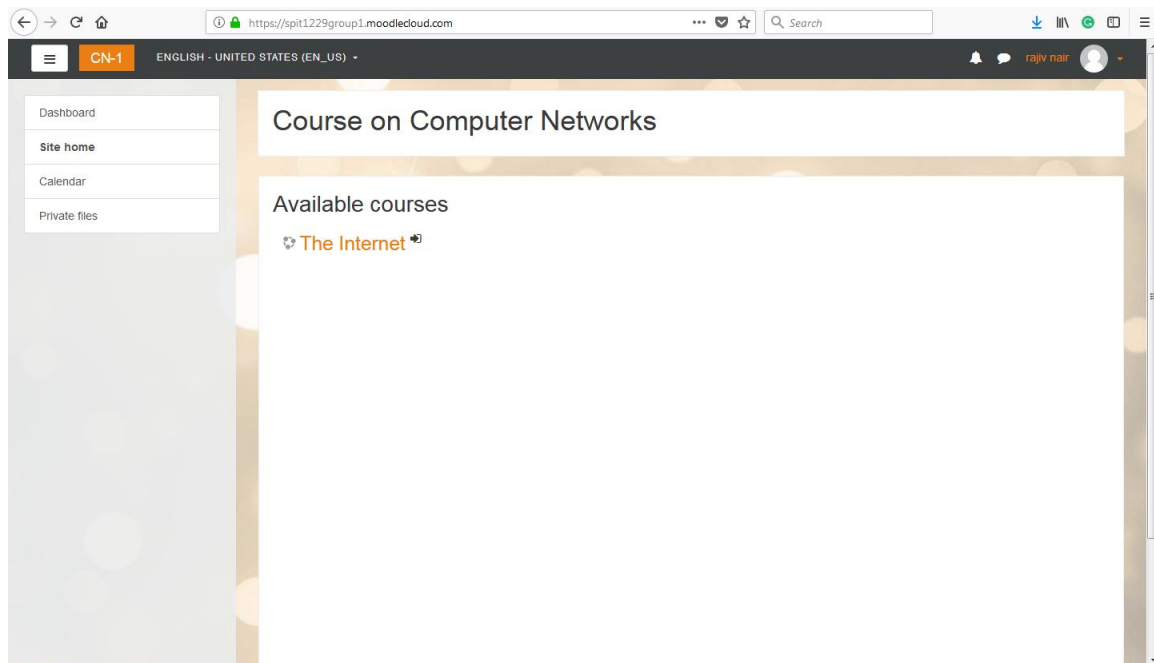 https://spit1229group1.moodlecloud.com
Search
CN-1
ENGLISH - UNITED STATES (EN_US)
rajiv nair
Dashboard
Site home
Calendar
Private files
Course on Computer Networks
Available courses
The Internet